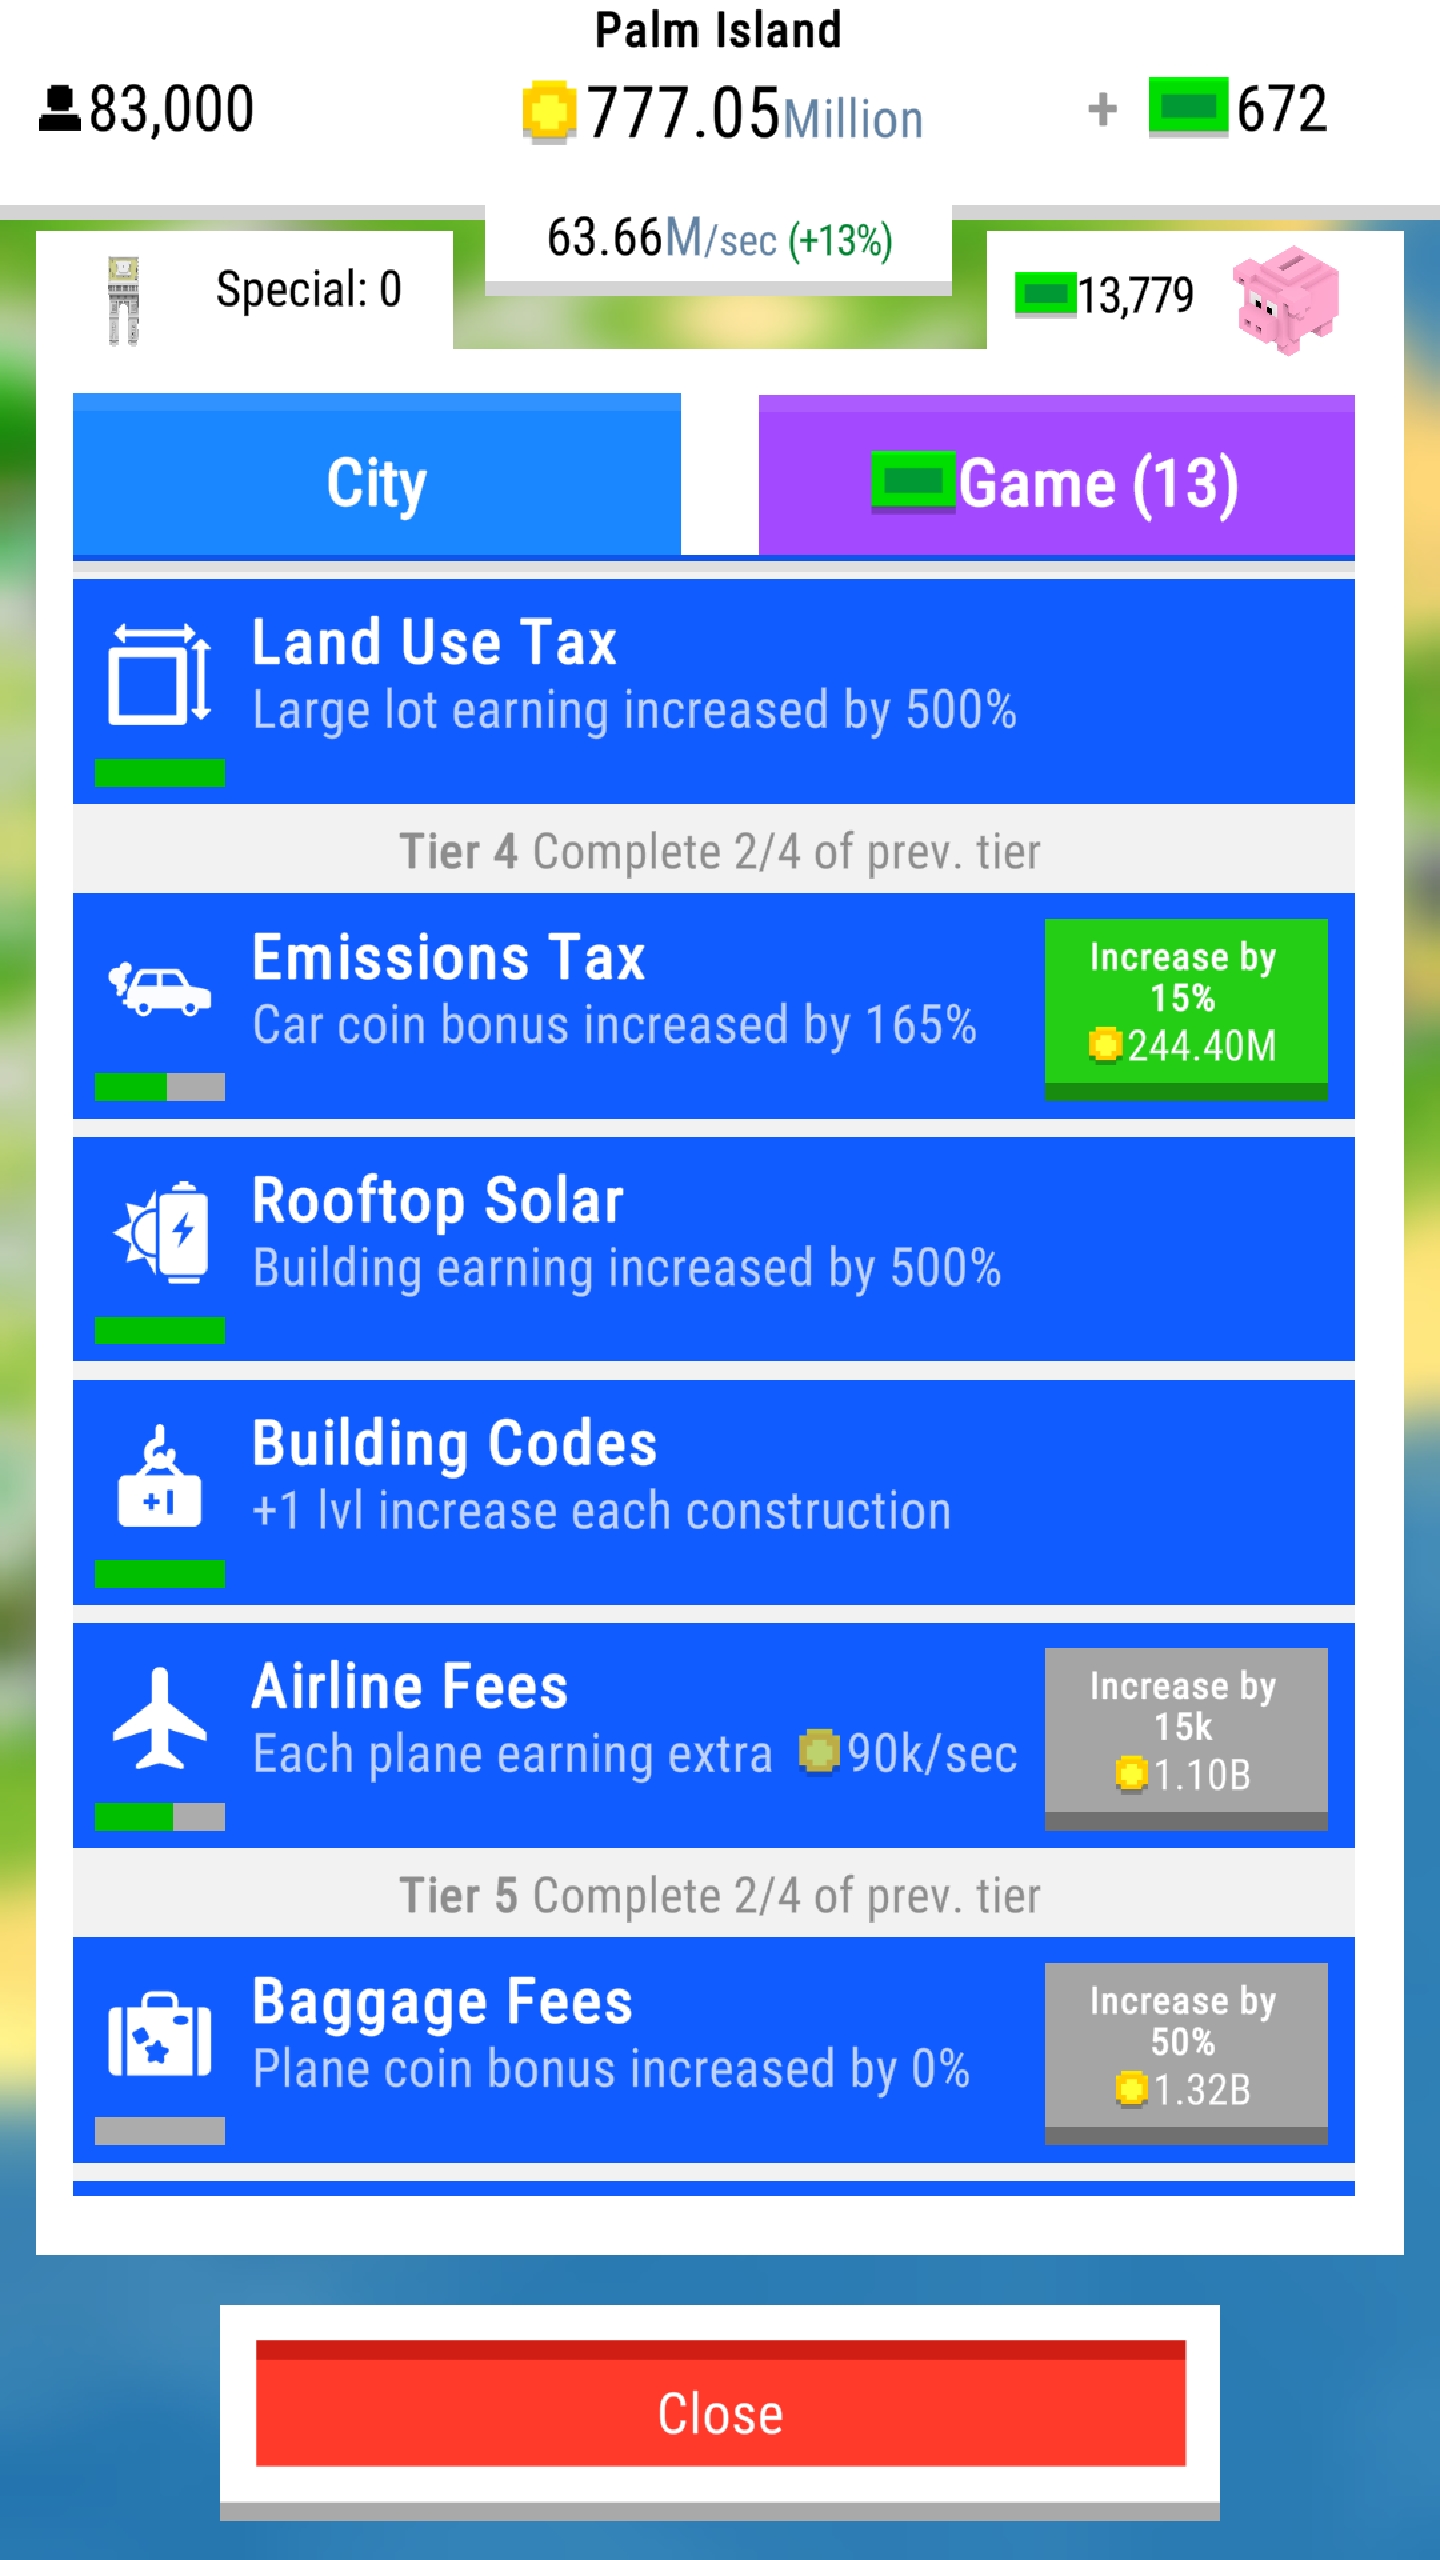 Palm Island
83,000
777.05Million
+ 672
63.66M/sec (+13%)
Special: 0
13,779
City
Game (13)
Land Use Tax
Large lot earning increased by 500%
Tier 4 Complete 2/4 of prev. tier
Emissions Tax
Car coin bonus increased by 165%
Increase by
15%
244.40M
Rooftop Solar
Building earning increased by 500%
+1
Building Codes
+1 lvl increase each construction
Airline Fees
Each plane earning extra 90k/sec
Increase by
15k
1.10B
Tier 5 Complete 2/4 of prev. tier
Baggage Fees
Plane coin bonus increased by 0%
Increase by
50%
1.32B
Close